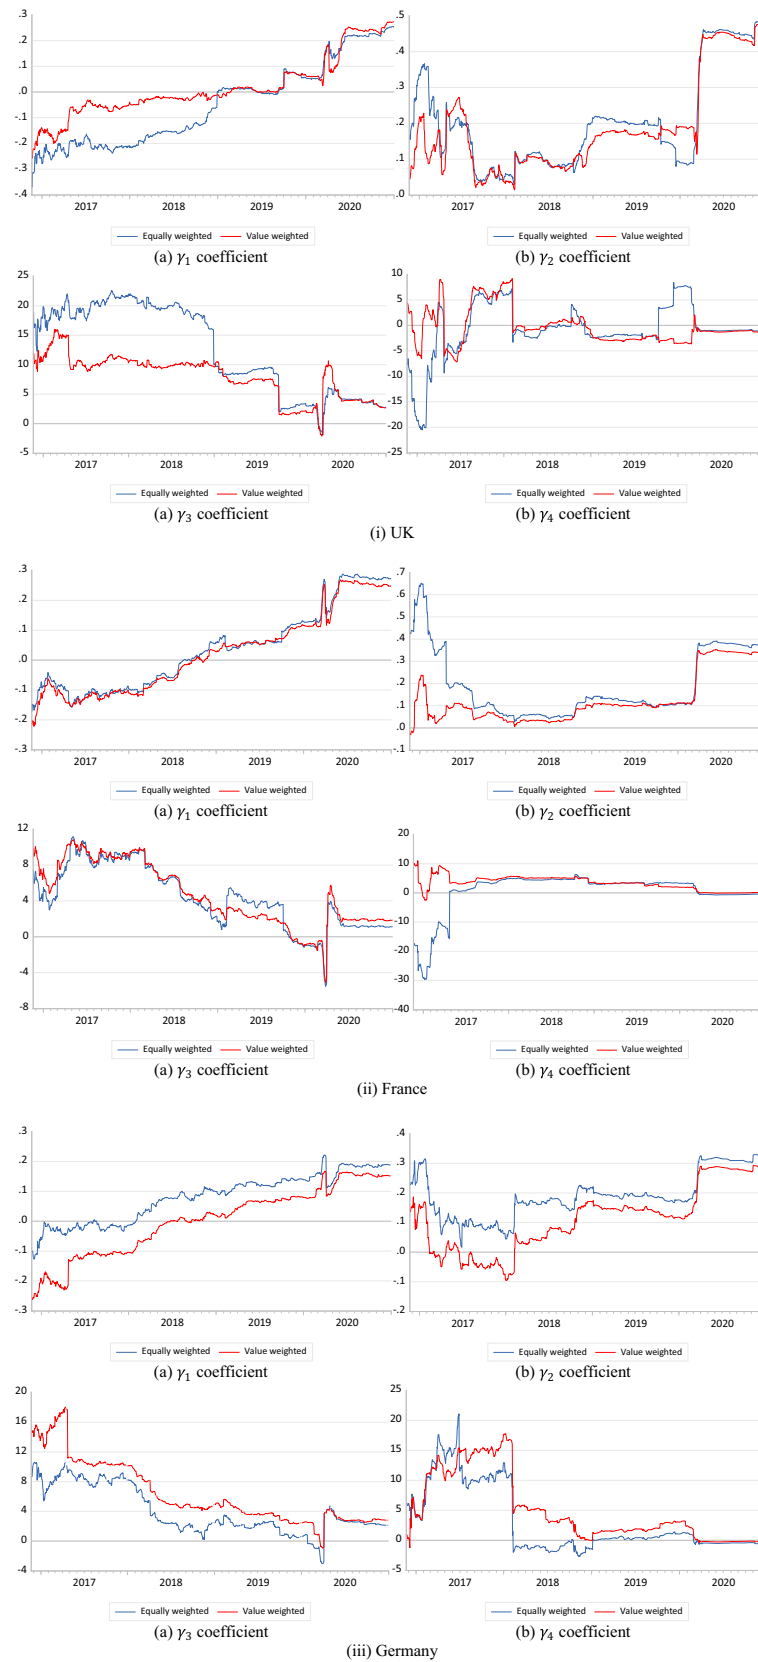 .3
.2
.1
.0
-.1
-.2
-.3
-.4
2017 2018 2019 2020
Equally weighted Value weighted
(a) γ₁ coefficient
.5
.4
.3
.2
.1
.0
2017 2018 2019 2020
Equally weighted Value weighted
(b) γ₂ coefficient
25
20
15
10
5
0
-5
2017 2018 2019 2020
Equally weighted Value weighted
(a) γ₃ coefficient
10
5
0
-5
-10
-15
-20
-25
2017 2018 2019 2020
Equally weighted Value weighted
(b) γ₄ coefficient
(i) UK
.3
.2
.1
.0
-.1
-.2
-.3
2017 2018 2019 2020
Equally weighted Value weighted
(a) γ₁ coefficient
.7
.6
.5
.4
.3
.2
.1
.0
-.1
2017 2018 2019 2020
Equally weighted Value weighted
(b) γ₂ coefficient
12
8
4
0
-4
-8
2017 2018 2019 2020
Equally weighted Value weighted
(a) γ₃ coefficient
20
10
0
-10
-20
-30
-40
2017 2018 2019 2020
Equally weighted Value weighted
(b) γ₄ coefficient
(ii) France
.3
.2
.1
.0
-.1
-.2
-.3
2017 2018 2019 2020
Equally weighted Value weighted
(a) γ₁ coefficient
.4
.3
.2
.1
.0
-.1
-.2
2017 2018 2019 2020
Equally weighted Value weighted
(b) γ₂ coefficient
20
16
12
8
4
0
-4
2017 2018 2019 2020
Equally weighted Value weighted
(a) γ₃ coefficient
25
20
15
10
5
0
-5
2017 2018 2019 2020
Equally weighted Value weighted
(b) γ₄ coefficient
(iii) Germany